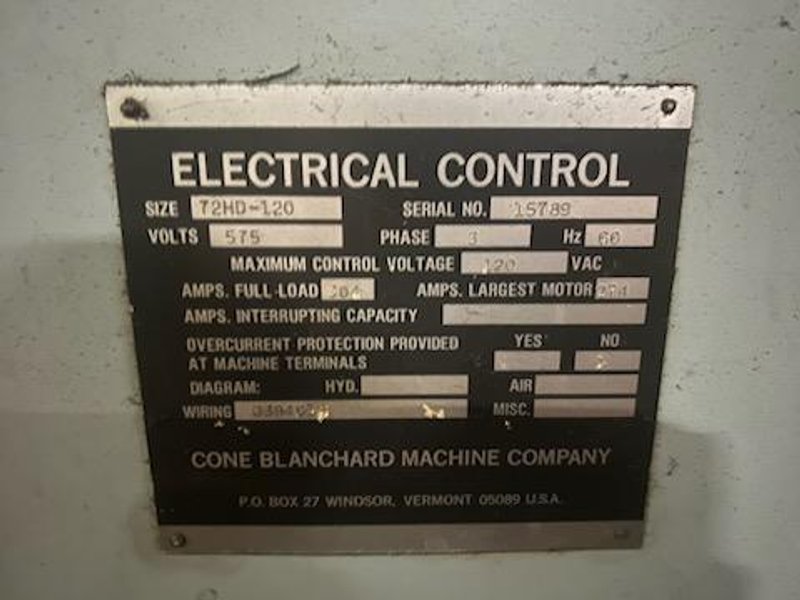 ELECTRICAL CONTROL
SIZE 72HD-120 SERIAL NO. 15789
VOLTS 575 PHASE 3 Hz 60
MAXIMUM CONTROL VOLTAGE 120 VAC
AMPS. FULL-LOAD AMPS. LARGEST MOTOR
AMPS. INTERRUPTING CAPACITY
OVERCURRENT PROTECTION PROVIDED YES NO
AT MACHINE TERMINALS
DIAGRAM: HYD. AIR
WIRING MISC.
CONE BLANCHARD MACHINE COMPANY
P.O. BOX 27 WINDSOR, VERMONT 05089 U.S.A.